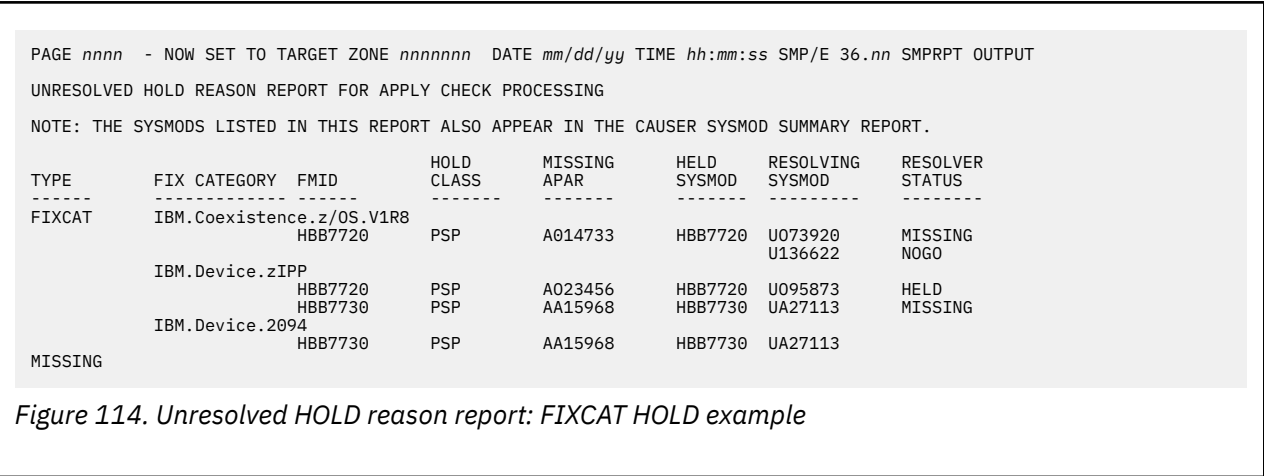 PAGE nnnn - NOW SET TO TARGET ZONE nnnnnnn DATE mm/dd/yy TIME hh:mm:ss SMP/E 36.nn SMPRPT OUTPUT
UNRESOLVED HOLD REASON REPORT FOR APPLY CHECK PROCESSING
NOTE: THE SYSMODS LISTED IN THIS REPORT ALSO APPEAR IN THE CAUSER SYSMOD SUMMARY REPORT.
HOLD MISSING HELD RESOLVING RESOLVER
TYPE FIX CATEGORY FMID CLASS APAR SYSMOD SYSMOD STATUS
------ ------------- ------ ------- ------- ------- --------- --------
FIXCAT IBM.Coexistence.z/OS.V1R8
HBB7720 PSP AO14733 HBB7720 UO73920 MISSING
U136622 NOGO
IBM.Device.zIPP
HBB7720 PSP AO23456 HBB7720 UO95873 HELD
HBB7730 PSP AA15968 HBB7730 UA27113 MISSING
IBM.Device.2094
HBB7730 PSP AA15968 HBB7730 UA27113
MISSING
Figure 114. Unresolved HOLD reason report: FIXCAT HOLD example